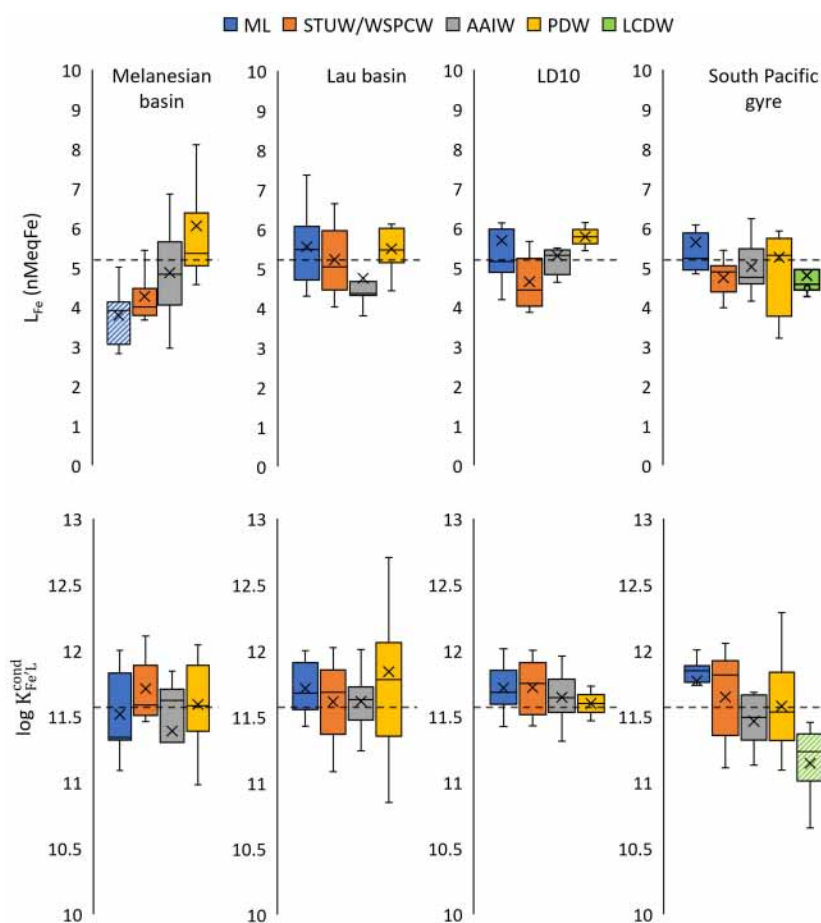 ML STUW/WSPCW AAIW PDW LCDW
Melanesian basin
Lau basin
LD10
South Pacific gyre
L_Fe (nMeqFe)
10 10 10 10
9 9 9 9
8 8 8 8
7 7 7 7
6 6 6 6
5 5 5 5
4 4 4 4
3 3 3 3
2 2 2 2
1 1 1 1
0 0 0 0
log K^cond_Fe'L
13 13 13 13
12.5 12.5 12.5 12.5
12 12 12 12
11.5 11.5 11.5 11.5
11 11 11 11
10.5 10.5 10.5 10.5
10 10 10 10